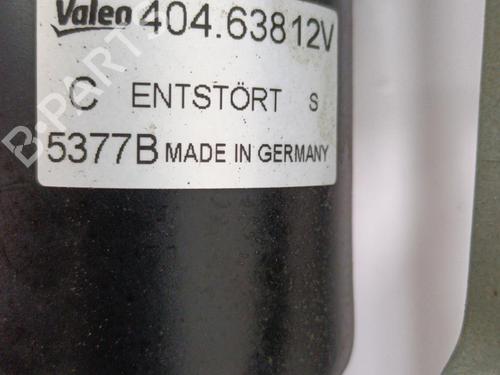 Valeo 404.638 12V
C ENTSTÖRT S
5377B MADE IN GERMANY
B-PARTS